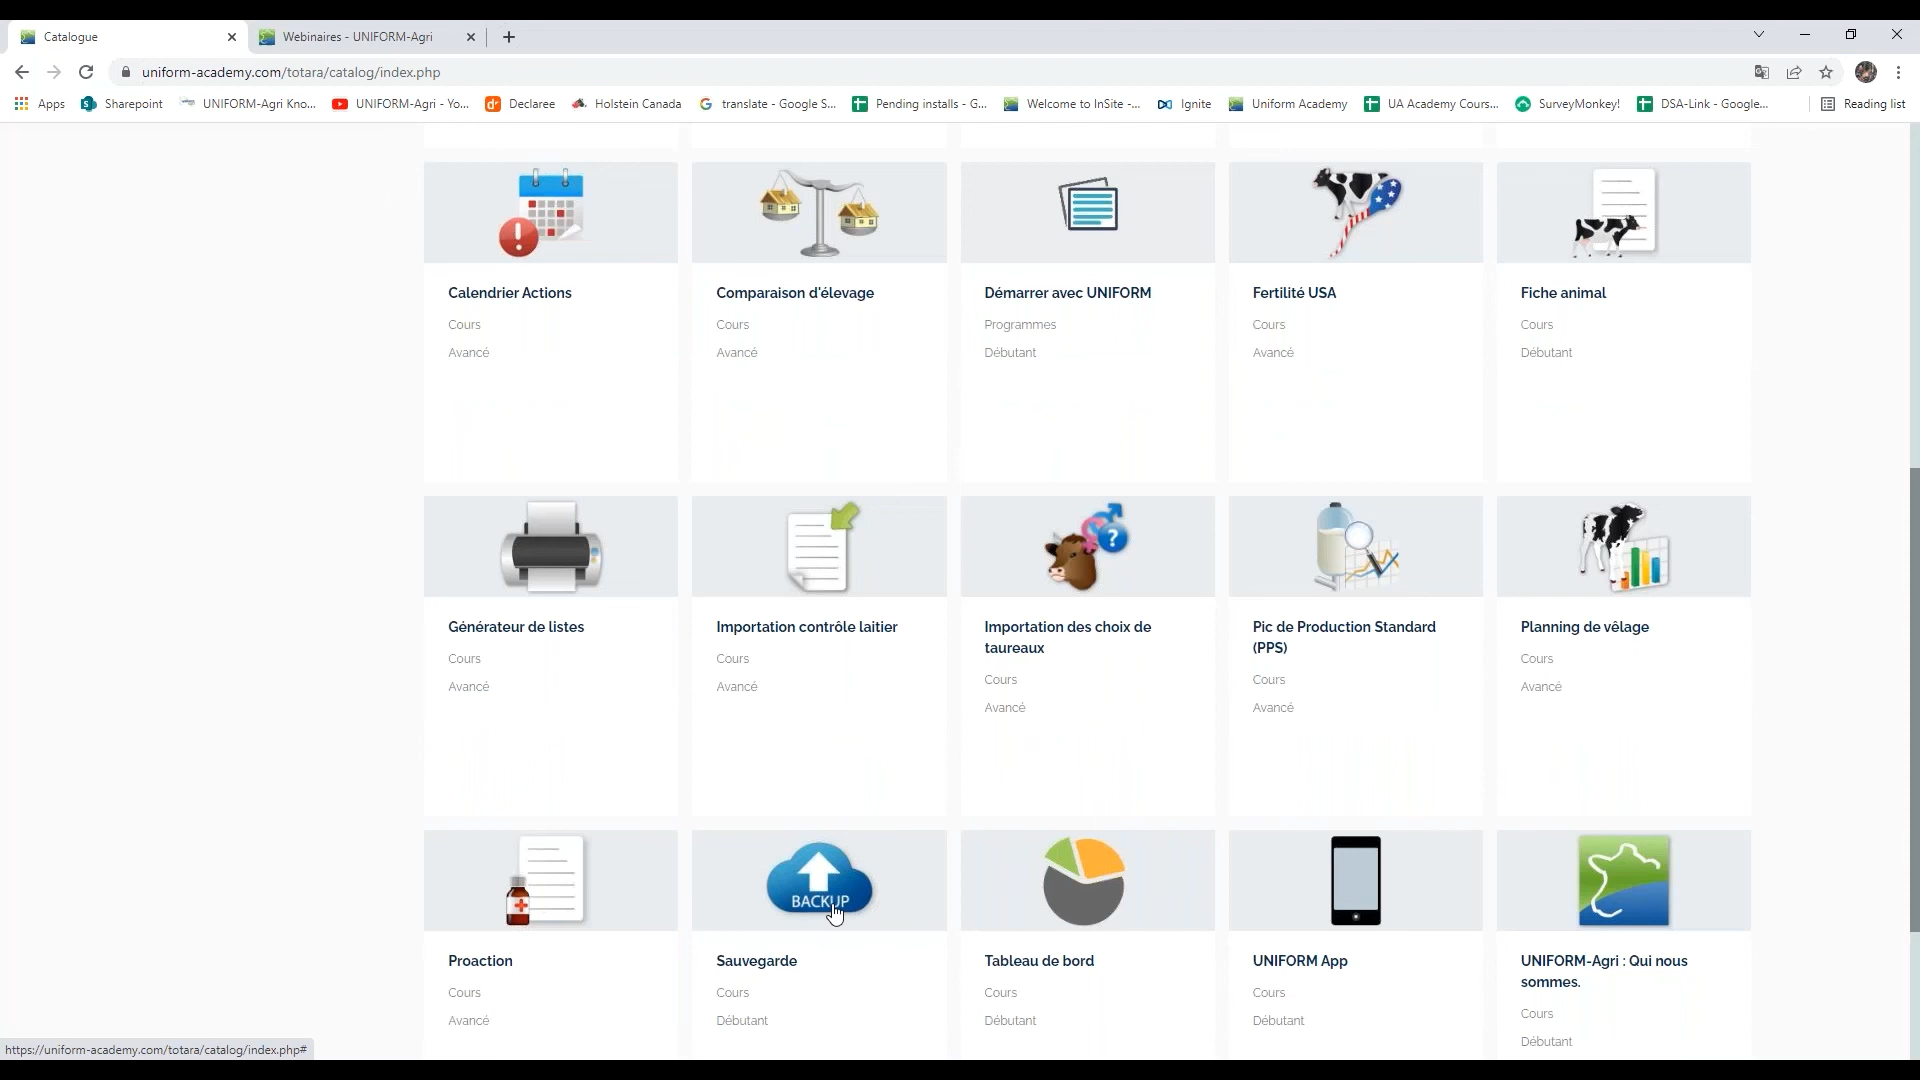 Catalogue
Webinaires - UNIFORM-Agri
uniform-academy.com/totara/catalog/index.php
Apps
Sharepoint
UNIFORM-Agri Kno...
UNIFORM-Agri - Yo...
Declaree
Holstein Canada
translate - Google S...
Pending installs - G...
Welcome to InSite -...
Ignite
Uniform Academy
UA Academy Cours...
SurveyMonkey!
DSA-Link - Google...
Reading list
Calendrier Actions
Cours
Avancé
Comparaison d'élevage
Cours
Avancé
Démarrer avec UNIFORM
Programmes
Débutant
Fertilité USA
Cours
Avancé
Fiche animal
Cours
Débutant
Générateur de listes
Cours
Avancé
Importation contrôle laitier
Cours
Avancé
Importation des choix de
taureaux
Cours
Avancé
Pic de Production Standard
(PPS)
Cours
Avancé
Planning de vêlage
Cours
Avancé
Proaction
Cours
Avancé
BACKUP
Sauvegarde
Cours
Débutant
Tableau de bord
Cours
Débutant
UNIFORM App
Cours
Débutant
UNIFORM-Agri : Qui nous
sommes.
Cours
Débutant
https://uniform-academy.com/totara/catalog/index.php#